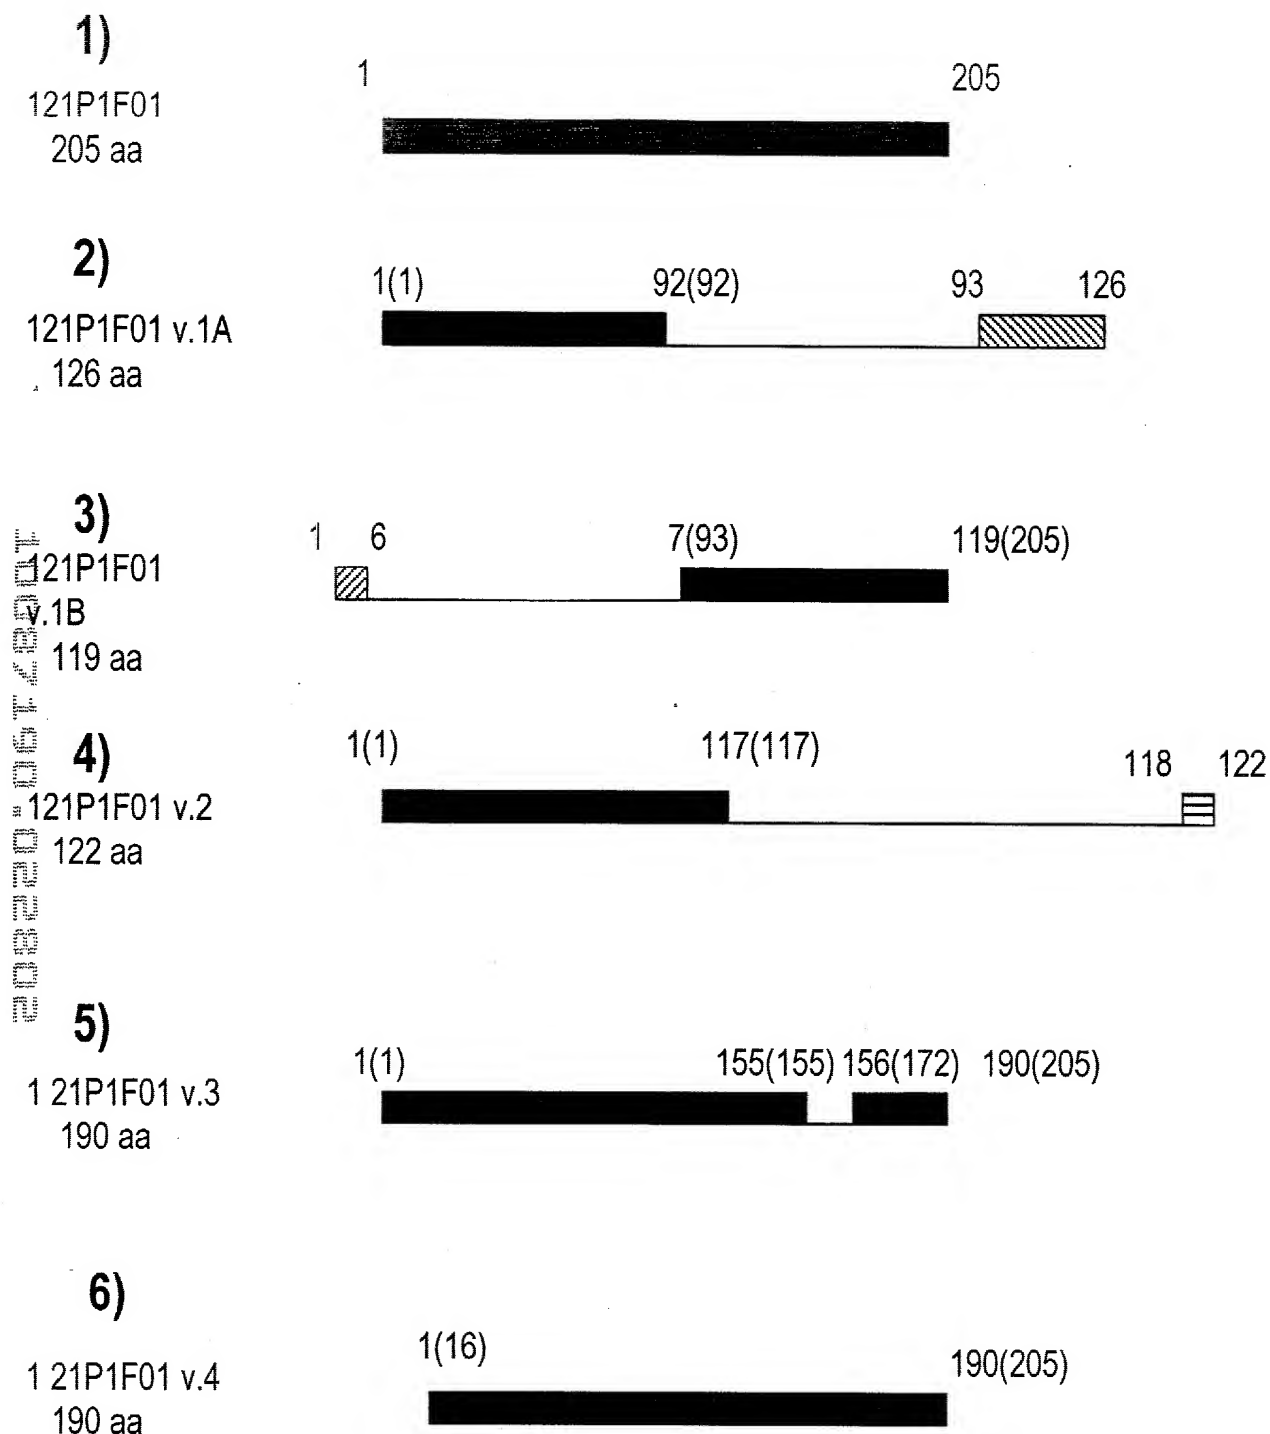 1)
1 205
121P1F01
205 aa
2)
1(1) 92(92) 93 126
121P1F01 v.1A
126 aa
3)
1 6 7(93) 119(205)
121P1F01
v.1B
119 aa
4)
1(1) 117(117) 118 122
121P1F01 v.2
122 aa
5)
1(1) 155(155) 156(172) 190(205)
1 21P1F01 v.3
190 aa
6)
1(16) 190(205)
1 21P1F01 v.4
190 aa
10087190.022802